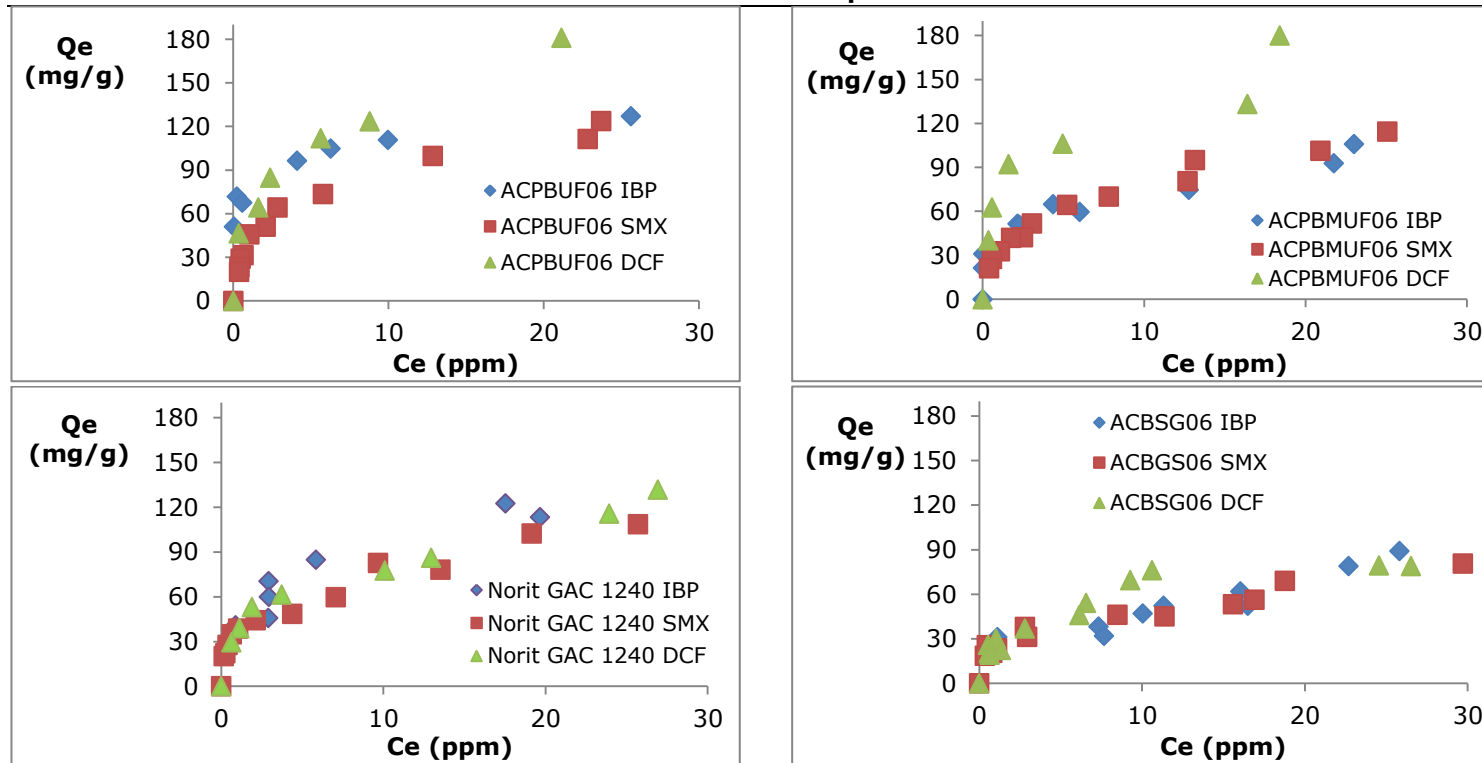 Qe
(mg/g)
180
150
120
90
60
30
0
ACPBUF06 IBP
ACPBUF06 SMX
ACPBUF06 DCF
0 10 20 30
Ce (ppm)
Qe
(mg/g)
180
150
120
90
60
30
0
ACPBMUF06 IBP
ACPBMUF06 SMX
ACPBMUF06 DCF
0 10 20 30
Ce (ppm)
Qe
(mg/g)
180
150
120
90
60
30
0
Norit GAC 1240 IBP
Norit GAC 1240 SMX
Norit GAC 1240 DCF
0 10 20 30
Ce (ppm)
Qe
(mg/g)
180
150
120
90
60
30
0
ACBSG06 IBP
ACBGS06 SMX
ACBSG06 DCF
0 10 20 30
Ce (ppm)